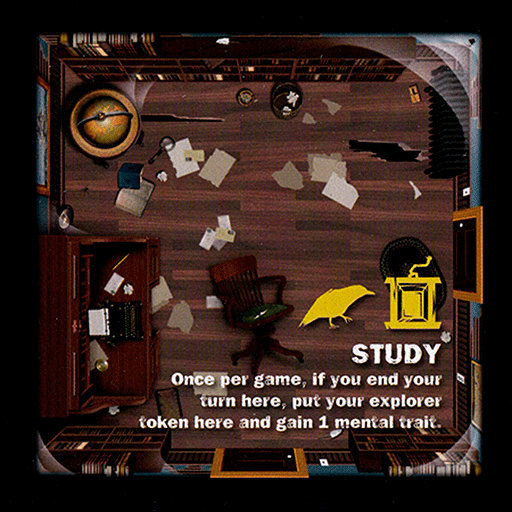 STUDY
Once per game, if you end your
turn here, put your explorer
token here and gain 1 mental trait.